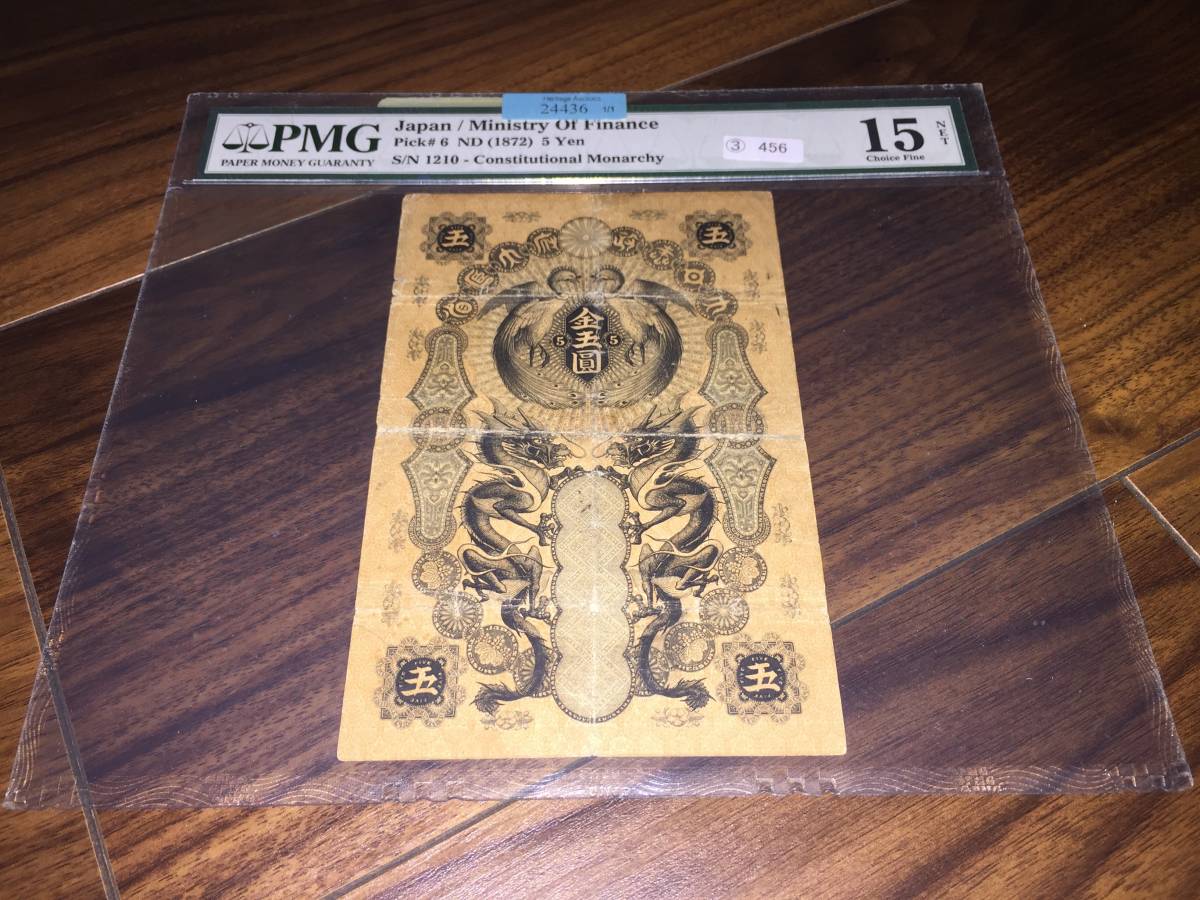 Heritage Auctions
24436 1/1
PMG
PAPER MONEY GUARANTY
Japan / Ministry Of Finance
Pick# 6 ND (1872) 5 Yen
S/N 1210 - Constitutional Monarchy
③ 456
15 NET
Choice Fine
五 五
金五圓
5 5
五 五